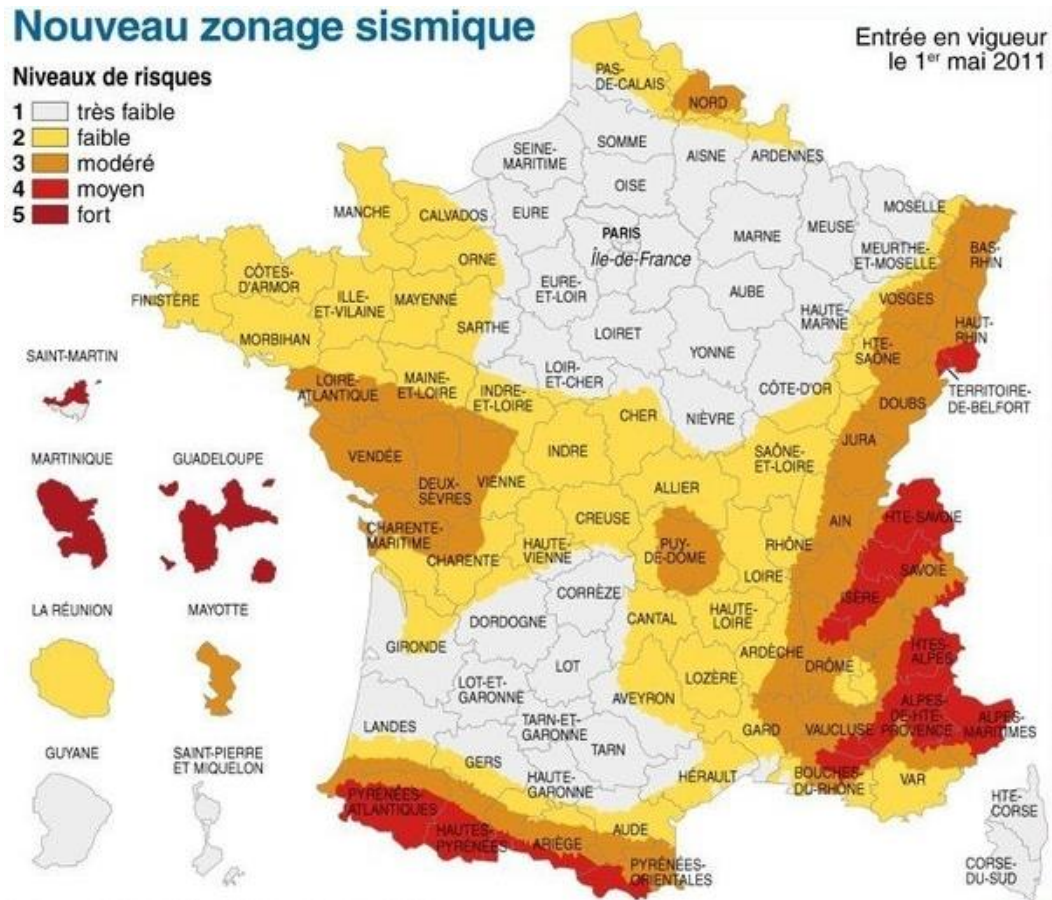 Nouveau zonage sismique
Entrée en vigueur
le 1er mai 2011
Niveaux de risques
1 très faible
2 faible
3 modéré
4 moyen
5 fort
PAS-
DE-CALAIS
NORD
SOMME
SEINE-
MARITIME
AISNE
ARDENNES
OISE
MANCHE
CALVADOS
EURE
PARIS
Île-de-France
MARNE
MEUSE
MOSELLE
MEURTHE-
ET-MOSELLE
BAS-
RHIN
ORNE
EURE-
ET-LOIR
AUBE
HAUTE-
MARNE
VOSGES
HAUT-
RHIN
FINISTÈRE
CÔTES-
D'ARMOR
ILLE-
ET-VILAINE
MAYENNE
SARTHE
MORBIHAN
LOIRET
YONNE
HTE-
SAÔNE
TERRITOIRE-
DE-BELFORT
LOIRE-
ATLANTIQUE
MAINE-
ET-LOIRE
INDRE-
ET-LOIRE
LOIR-
ET-CHER
CHER
NIÈVRE
CÔTE-D'OR
DOUBS
VENDÉE
DEUX-
SÈVRES
VIENNE
INDRE
ALLIER
SAÔNE-
ET-LOIRE
JURA
CHARENTE-
MARITIME
CHARENTE
HAUTE-
VIENNE
CREUSE
PUY-
DE-DÔME
LOIRE
RHÔNE
AIN
HTE-SAVOIE
SAVOIE
ISÈRE
GIRONDE
DORDOGNE
CORRÈZE
CANTAL
HAUTE-
LOIRE
ARDÈCHE
DRÔME
HTES-
ALPES
LOT-ET-
GARONNE
LOT
AVEYRON
LOZÈRE
LANDES
TARN-ET-
GARONNE
TARN
GARD
VAUCLUSE
ALPES-
DE-HTE-
PROVENCE
ALPES-
MARITIMES
GERS
HAUTE-
GARONNE
HÉRAULT
BOUCHES-
DU-RHÔNE
VAR
PYRÉNÉES-
ATLANTIQUES
HAUTES-
PYRÉNÉES
ARIÈGE
AUDE
PYRÉNÉES-
ORIENTALES
HTE-
CORSE
CORSE-
DU-SUD
SAINT-MARTIN
MARTINIQUE
GUADELOUPE
LA RÉUNION
MAYOTTE
GUYANE
SAINT-PIERRE
ET MIQUELON